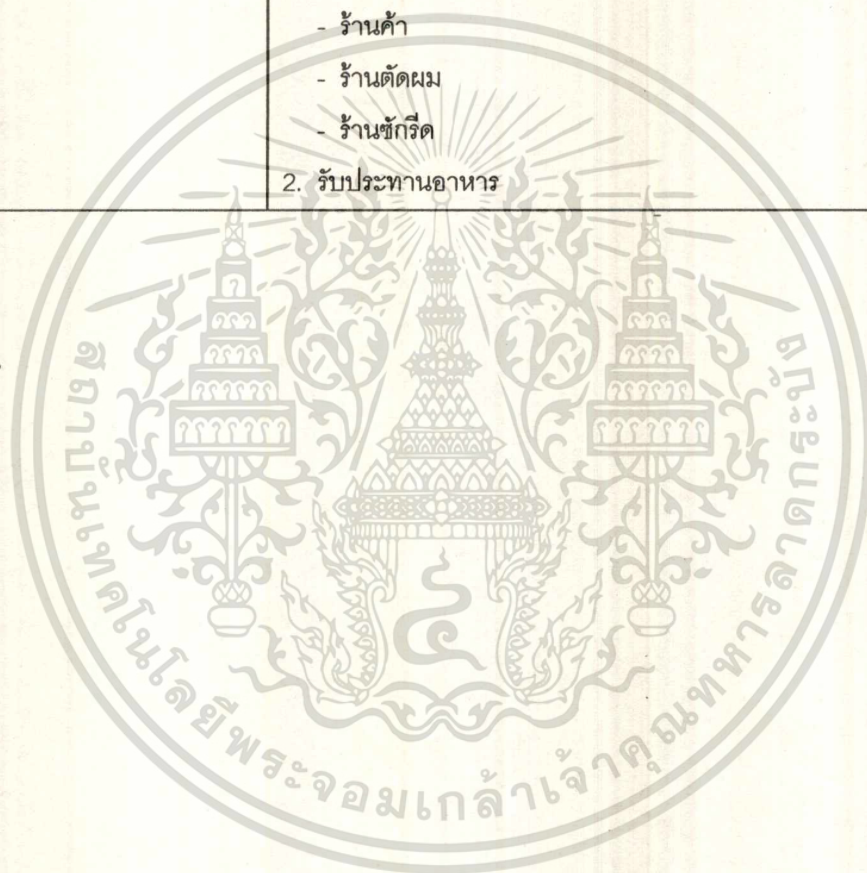 - ร้านค้า
- ร้านตัดผม
- ร้านซักรีด
2. รับประทานอาหาร
สถาบันเทคโนโลยีพระจอมเกล้าเจ้าคุณทหารลาดกระบัง